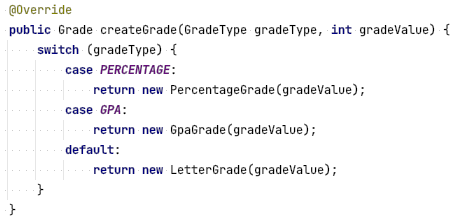 @Override
public Grade createGrade(GradeType gradeType, int gradeValue) {
    switch (gradeType) {
        case PERCENTAGE:
            return new PercentageGrade(gradeValue);
        case GPA:
            return new GpaGrade(gradeValue);
        default:
            return new LetterGrade(gradeValue);
    }
}